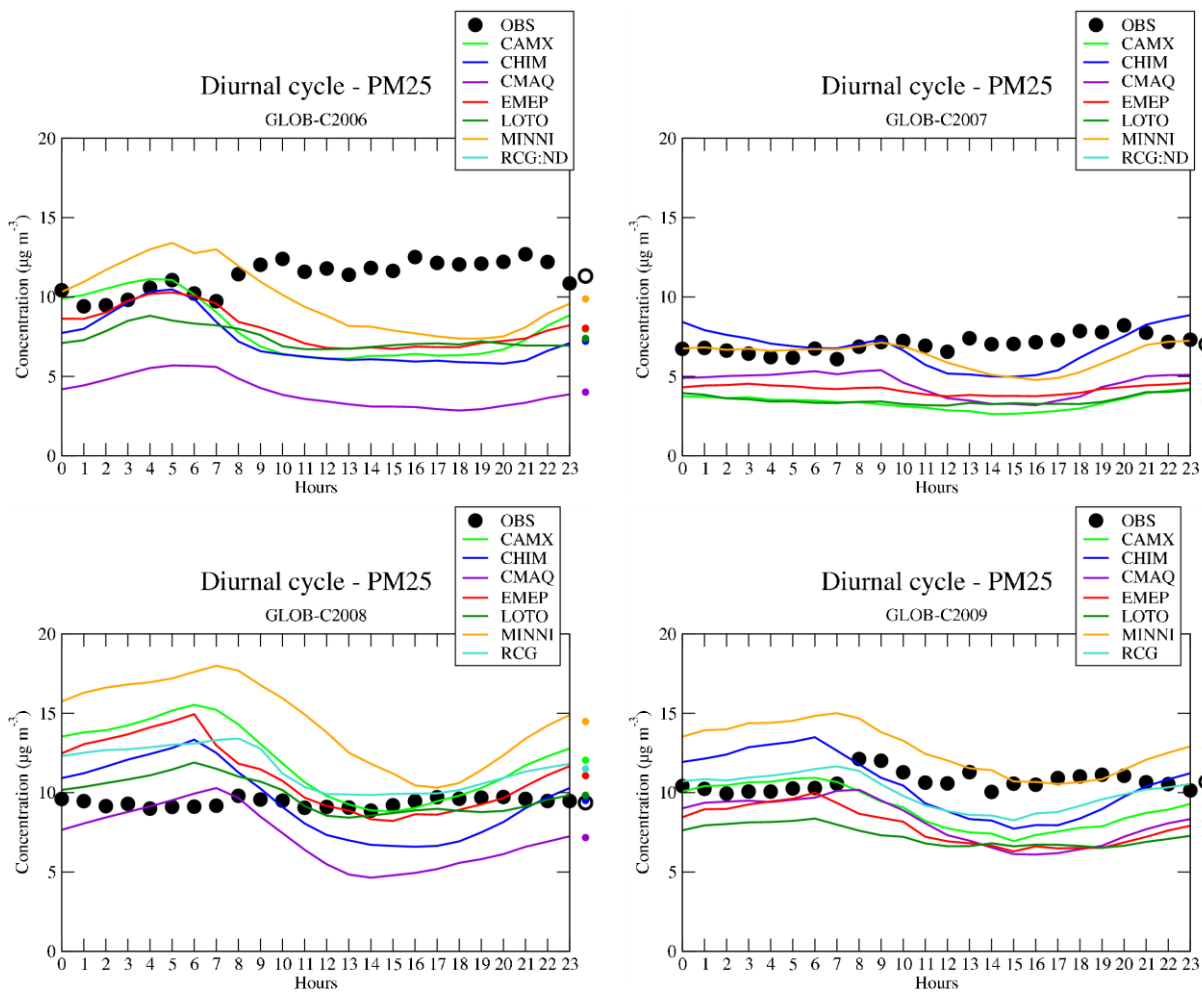 OBS
CAMX
CHIM
CMAQ
EMEP
LOTO
MINNI
RCG:ND
Diurnal cycle - PM25
GLOB-C2006
Concentration (µg m⁻³)
20
15
10
5
0
0 1 2 3 4 5 6 7 8 9 10 11 12 13 14 15 16 17 18 19 20 21 22 23
Hours
OBS
CAMX
CHIM
CMAQ
EMEP
LOTO
MINNI
RCG:ND
Diurnal cycle - PM25
GLOB-C2007
Concentration (µg m⁻³)
20
15
10
5
0
0 1 2 3 4 5 6 7 8 9 10 11 12 13 14 15 16 17 18 19 20 21 22 23
Hours
OBS
CAMX
CHIM
CMAQ
EMEP
LOTO
MINNI
RCG
Diurnal cycle - PM25
GLOB-C2008
Concentration (µg m⁻³)
20
15
10
5
0
0 1 2 3 4 5 6 7 8 9 10 11 12 13 14 15 16 17 18 19 20 21 22 23
Hours
OBS
CAMX
CHIM
CMAQ
EMEP
LOTO
MINNI
RCG
Diurnal cycle - PM25
GLOB-C2009
Concentration (µg m⁻³)
20
15
10
5
0
0 1 2 3 4 5 6 7 8 9 10 11 12 13 14 15 16 17 18 19 20 21 22 23
Hours